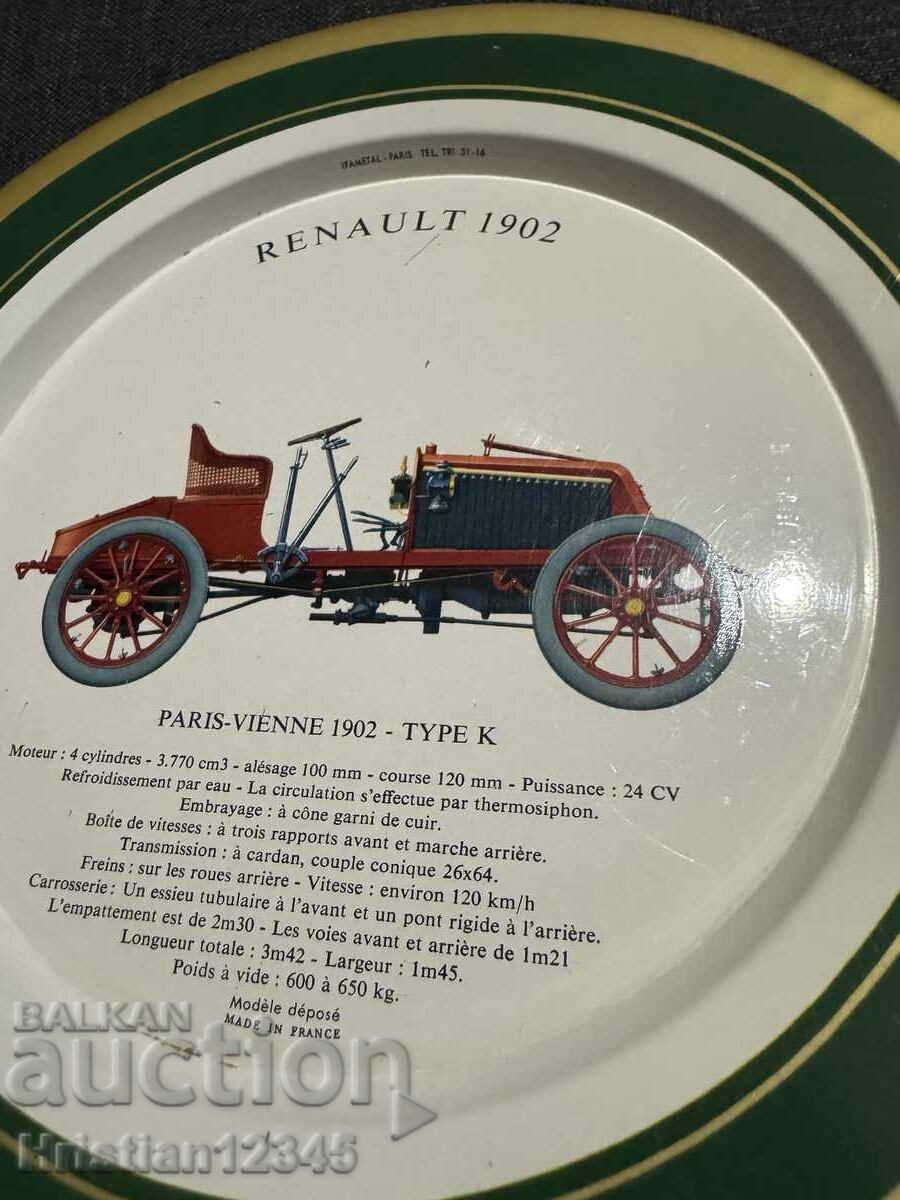 IFAMETAL - PARIS TEL. TRI 31-16
RENAULT 1902
PARIS-VIENNE 1902 - TYPE K
Moteur : 4 cylindres - 3.770 cm3 - alésage 100 mm - course 120 mm - Puissance : 24 CV
Refroidissement par eau - La circulation s'effectue par thermosiphon.
Embrayage : à cône garni de cuir.
Boîte de vitesses : à trois rapports avant et marche arrière.
Transmission : à cardan, couple conique 26x64.
Freins : sur les roues arrière - Vitesse : environ 120 km/h
Carrosserie : Un essieu tubulaire à l'avant et un pont rigide à l'arrière.
L'empattement est de 2m30 - Les voies avant et arrière de 1m21
Longueur totale : 3m42 - Largeur : 1m45.
Poids à vide : 600 à 650 kg.
Modèle déposé
MADE IN FRANCE
BALKAN
auction
Hristian12345